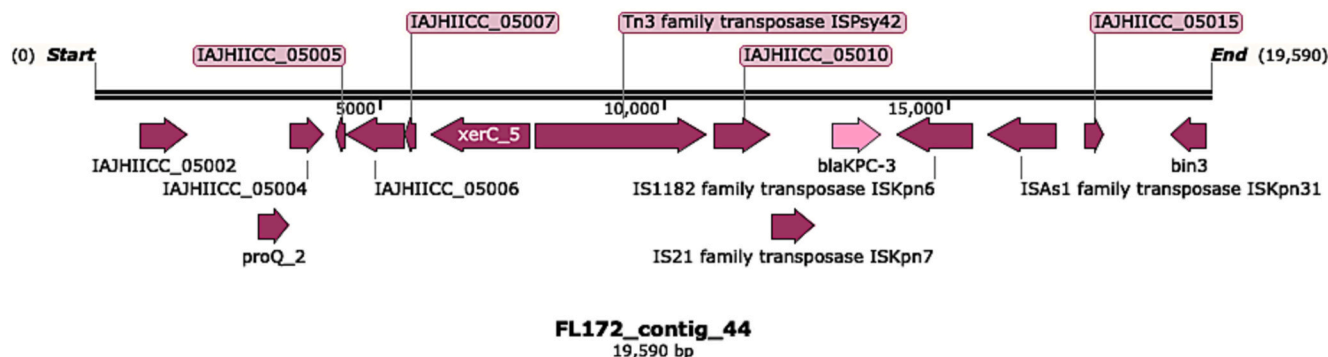 IAJHIICC_05007
Tn3 family transposase ISPsy42
IAJHIICC_05015
(0) Start
IAJHIICC_05005
IAJHIICC_05010
End (19,590)
5000
10,000
15,000
xerC_5
IAJHIICC_05002
blaKPC-3
bin3
IAJHIICC_05004
IAJHIICC_05006
IS1182 family transposase ISKpn6
ISAs1 family transposase ISKpn31
proQ_2
IS21 family transposase ISKpn7
FL172_contig_44
19,590 bp